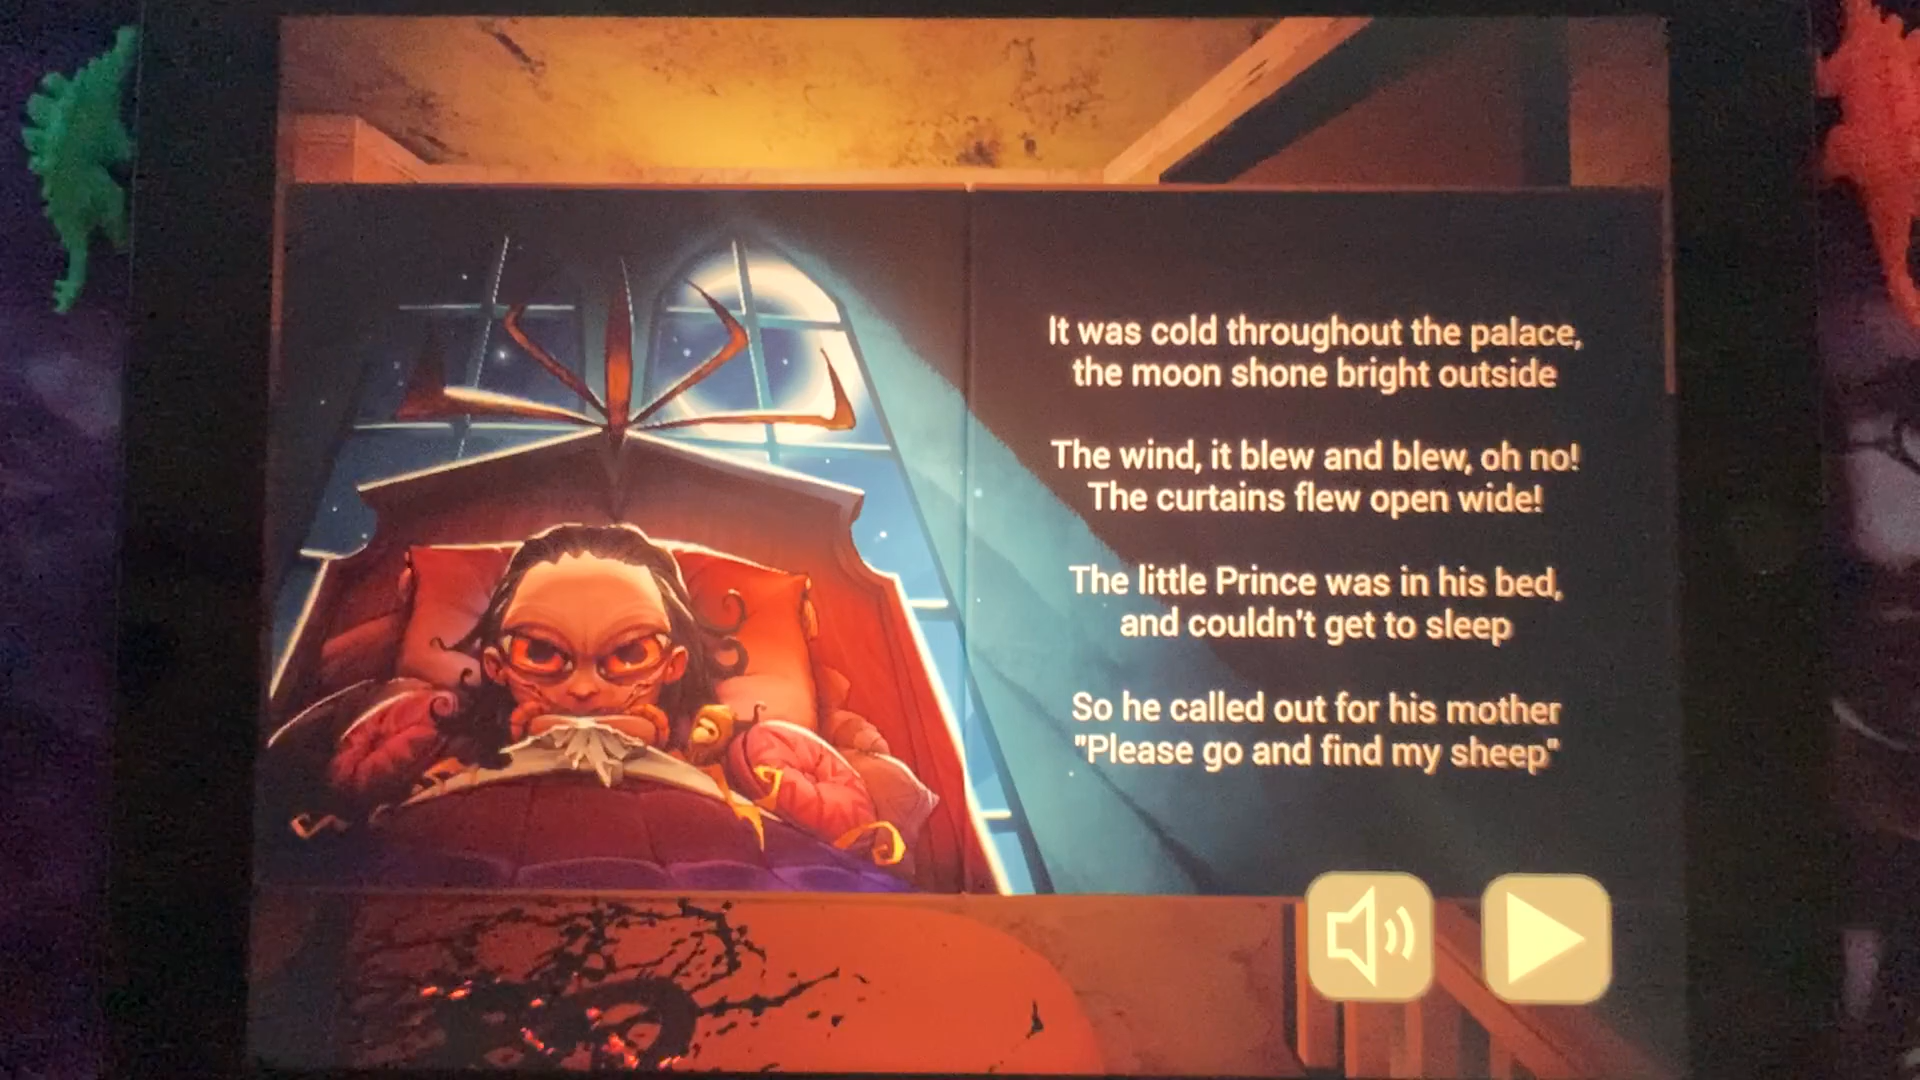 It was cold throughout the palace,
the moon shone bright outside
The wind, it blew and blew, oh no!
The curtains flew open wide!
The little Prince was in his bed,
and couldn't get to sleep
So he called out for his mother
"Please go and find my sheep"